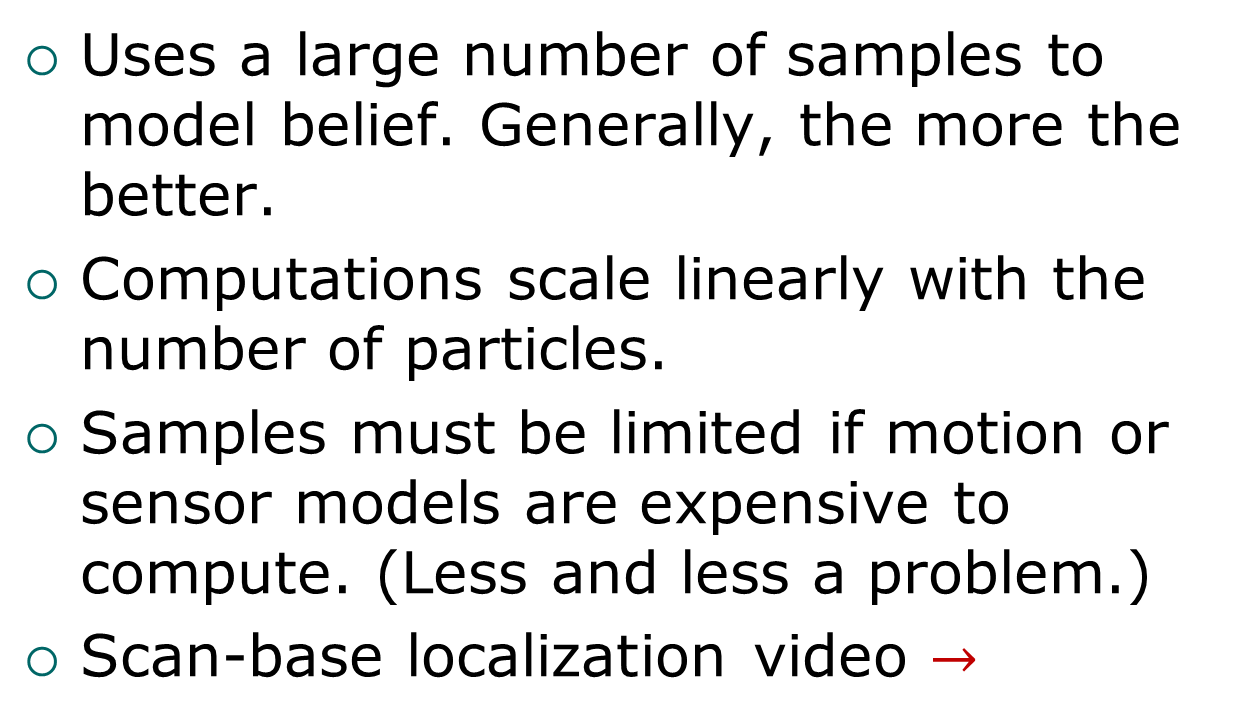 ○ Uses a large number of samples to
model belief. Generally, the more the
better.
○ Computations scale linearly with the
number of particles.
○ Samples must be limited if motion or
sensor models are expensive to
compute. (Less and less a problem.)
○ Scan-base localization video →